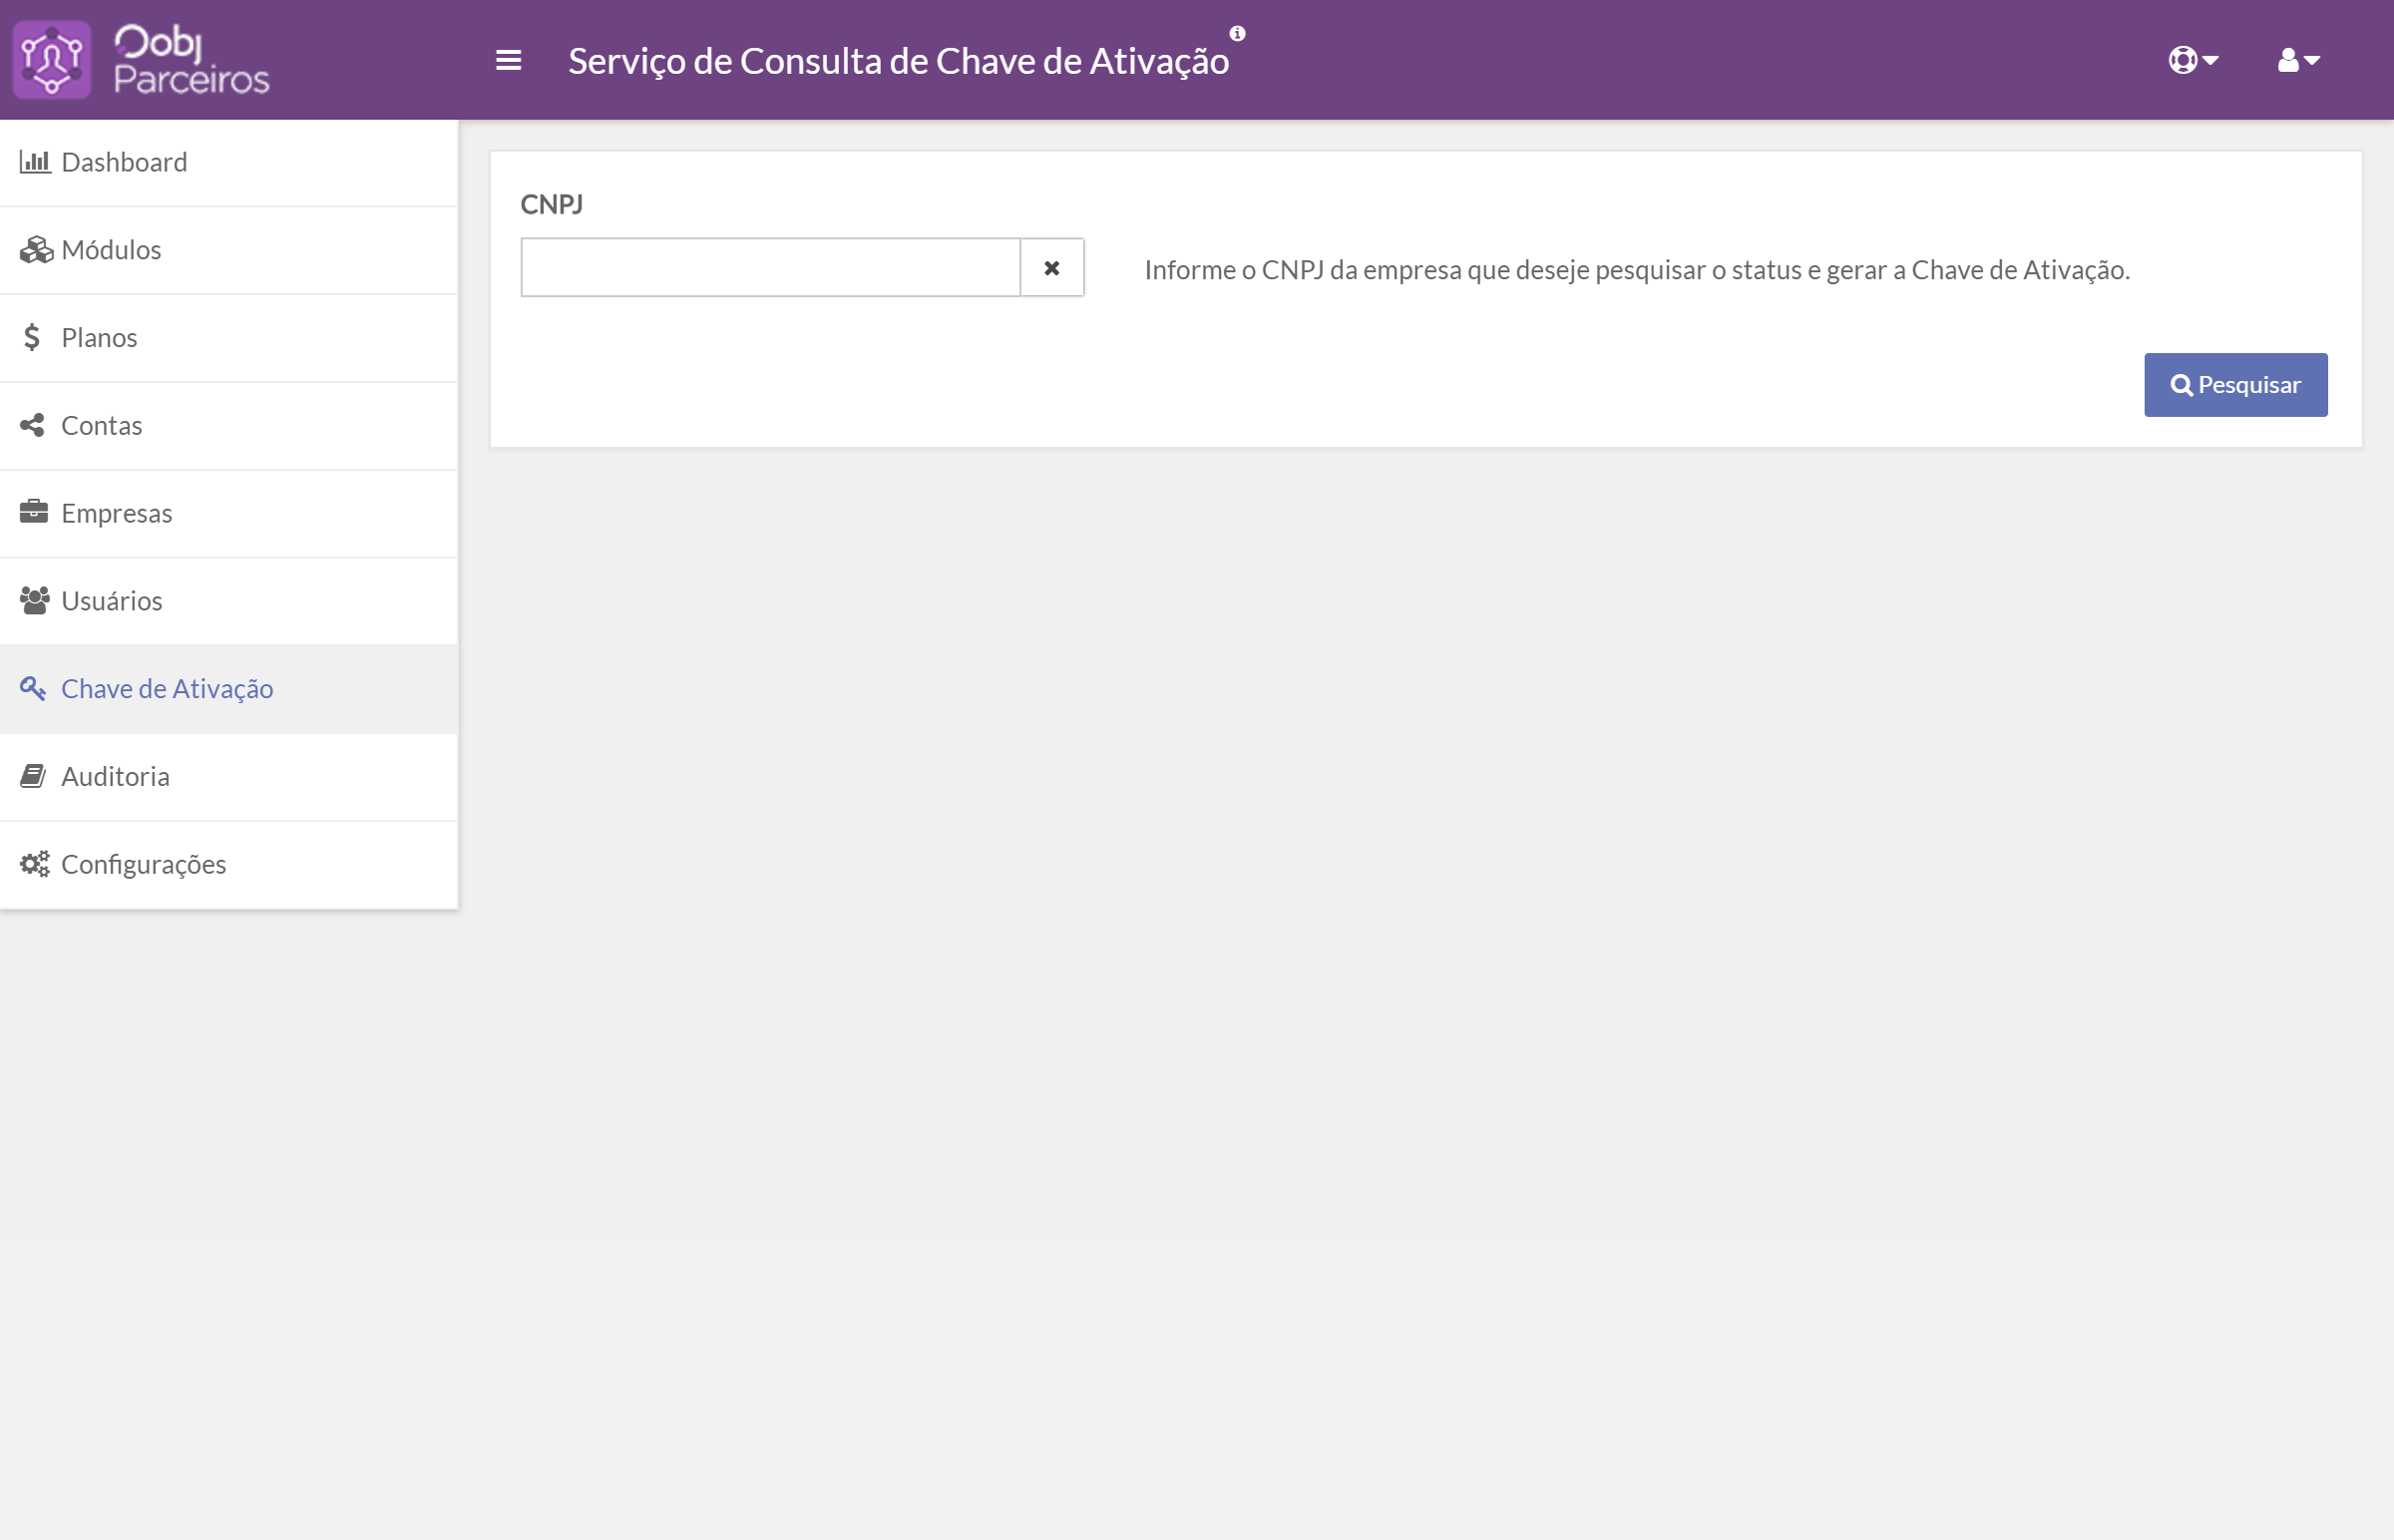 Oobj
Parceiros
Serviço de Consulta de Chave de Ativação
Dashboard
Módulos
Planos
Contas
Empresas
Usuários
Chave de Ativação
Auditoria
Configurações
CNPJ
Informe o CNPJ da empresa que deseje pesquisar o status e gerar a Chave de Ativação.
Pesquisar